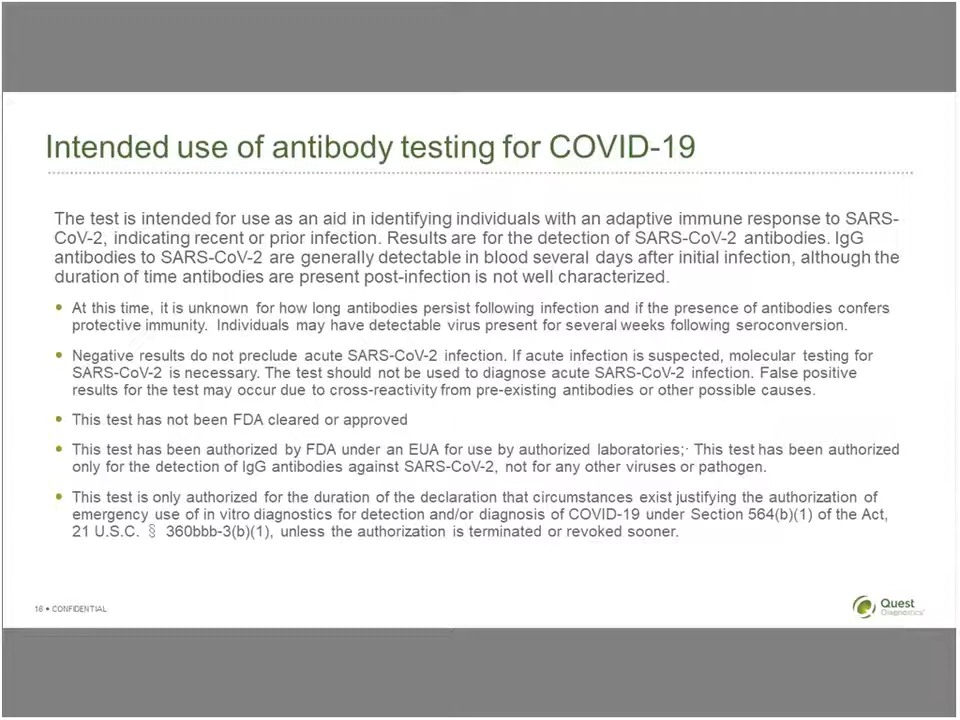 Intended use of antibody testing for COVID-19
The test is intended for use as an aid in identifying individuals with an adaptive immune response to SARS-
CoV-2, indicating recent or prior infection. Results are for the detection of SARS-CoV-2 antibodies. IgG
antibodies to SARS-CoV-2 are generally detectable in blood several days after initial infection, although the
duration of time antibodies are present post-infection is not well characterized.
• At this time, it is unknown for how long antibodies persist following infection and if the presence of antibodies confers
protective immunity. Individuals may have detectable virus present for several weeks following seroconversion.
• Negative results do not preclude acute SARS-CoV-2 infection. If acute infection is suspected, molecular testing for
SARS-CoV-2 is necessary. The test should not be used to diagnose acute SARS-CoV-2 infection. False positive
results for the test may occur due to cross-reactivity from pre-existing antibodies or other possible causes.
• This test has not been FDA cleared or approved
• This test has been authorized by FDA under an EUA for use by authorized laboratories;· This test has been authorized
only for the detection of IgG antibodies against SARS-CoV-2, not for any other viruses or pathogen.
• This test is only authorized for the duration of the declaration that circumstances exist justifying the authorization of
emergency use of in vitro diagnostics for detection and/or diagnosis of COVID-19 under Section 564(b)(1) of the Act,
21 U.S.C. § 360bbb-3(b)(1), unless the authorization is terminated or revoked sooner.
16 • CONFIDENTIAL
Quest
Diagnostics